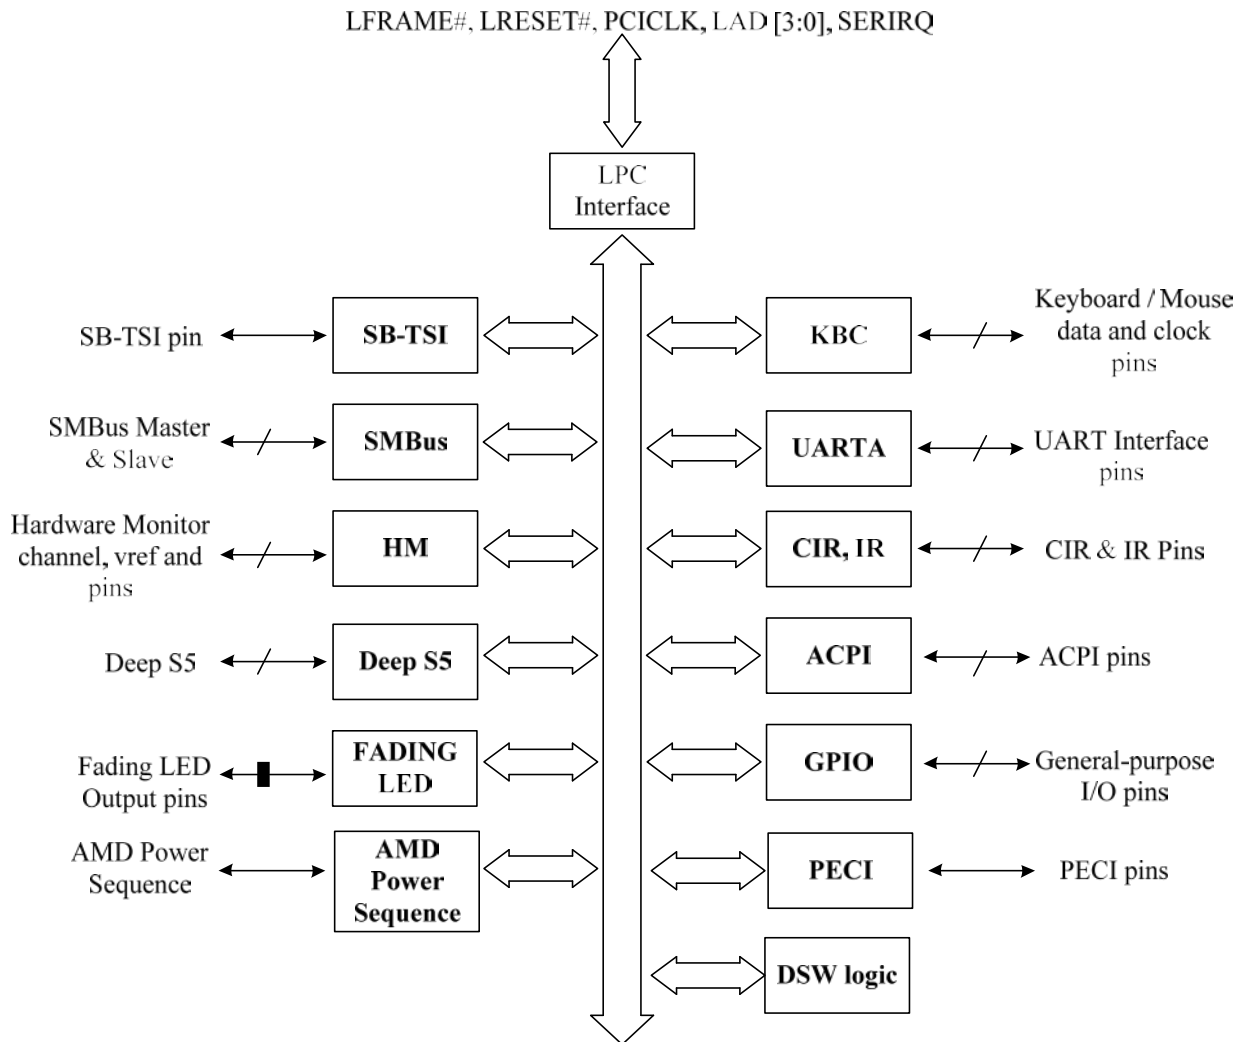 LFRAME#, LRESET#, PCICLK, LAD [3:0], SERIRQ
LPC
Interface
SB-TSI pin
SB-TSI
KBC
Keyboard / Mouse
data and clock
pins
SMBus Master
& Slave
SMBus
UARTA
UART Interface
pins
Hardware Monitor
channel, vref and
pins
HM
CIR, IR
CIR & IR Pins
Deep S5
Deep S5
ACPI
ACPI pins
Fading LED
Output pins
FADING
LED
GPIO
General-purpose
I/O pins
AMD Power
Sequence
AMD
Power
Sequence
PECI
PECI pins
DSW logic